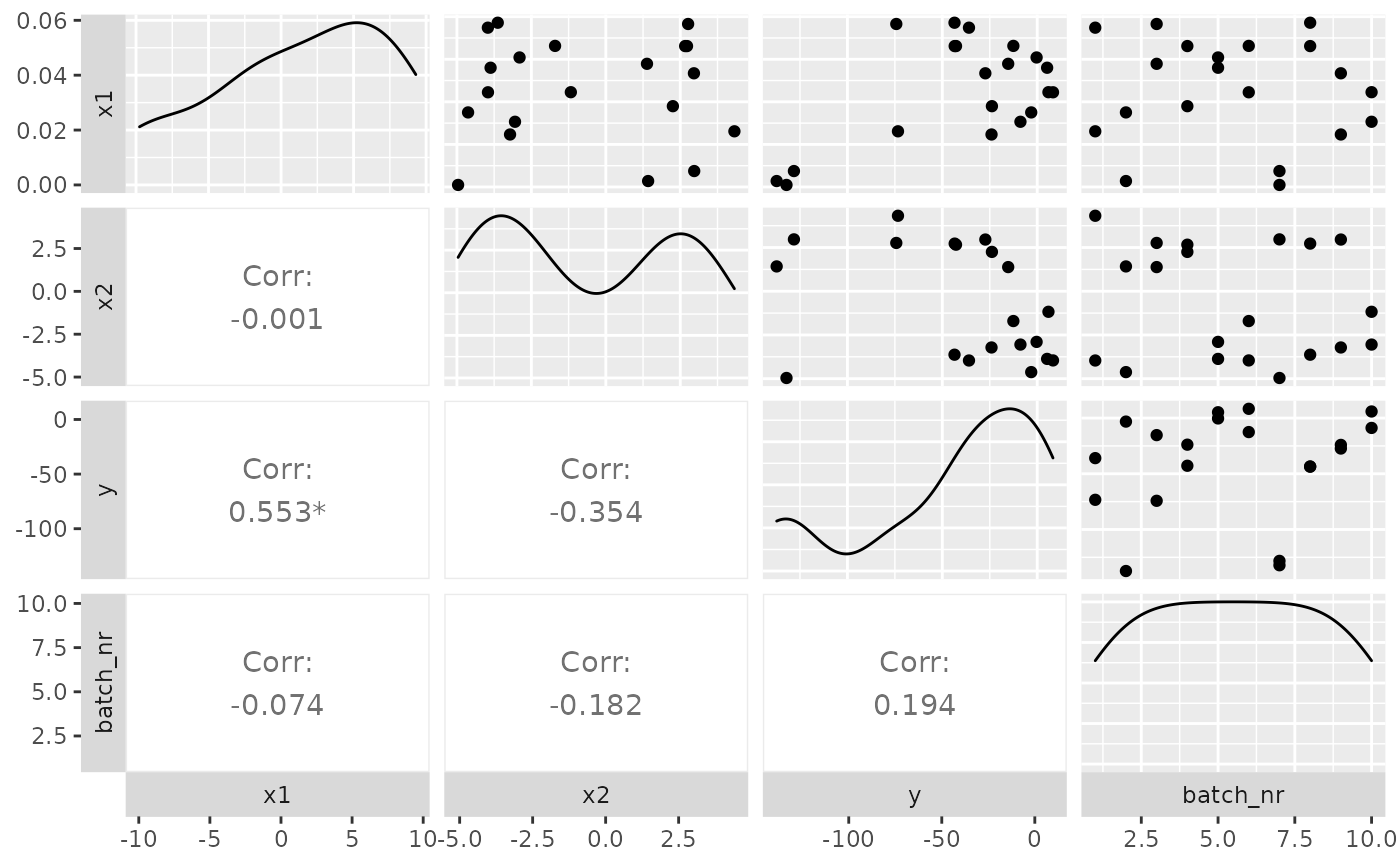 0.06
0.04
0.02
0.00
x1
2.5
0.0
-2.5
-5.0
x2
Corr:
-0.001
0
-50
-100
y
Corr:
0.553*
Corr:
-0.354
10.0
7.5
5.0
2.5
batch_nr
Corr:
-0.074
Corr:
-0.182
Corr:
0.194
x1 x2 y batch_nr
-10 -5 0 5 10 -5.0 -2.5 0.0 2.5 -100 -50 0 2.5 5.0 7.5 10.0